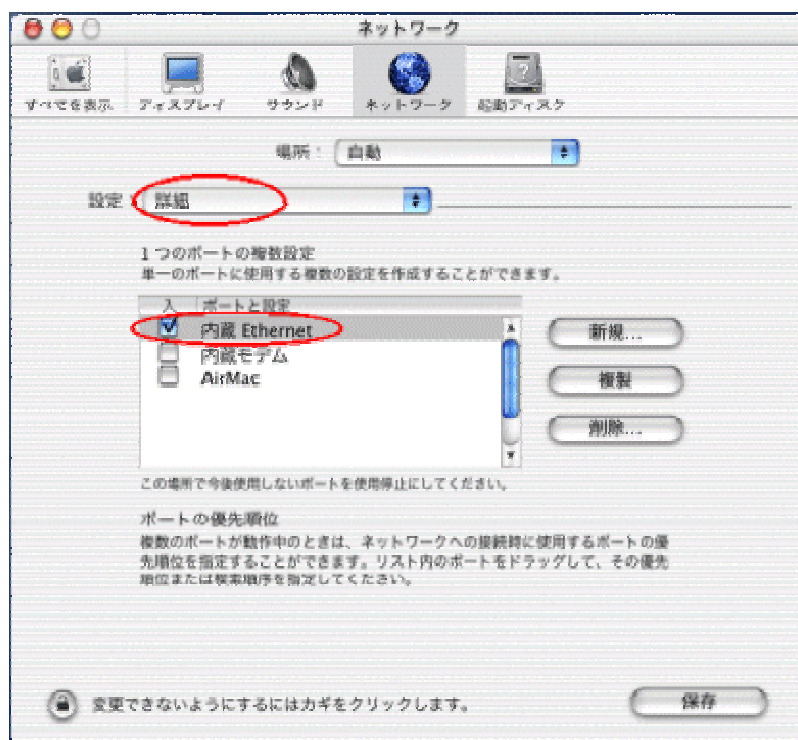 ネットワーク
すべてを表示 ディスプレイ サウンド ネットワーク 起動ディスク
場所： 自動
設定： 詳細
1 つのポートの複数設定
単一のポートに使用する複数の設定を作成することができます。
入 ポートと設定
内蔵 Ethernet
内蔵モデム
AirMac
新規...
複製
削除...
この場所で今後使用しないポートを使用停止にしてください。
ポートの優先順位
複数のポートが動作中のときは、ネットワークへの接続時に使用するポートの優
先順位を指定することができます。リスト内のポートをドラッグして、その優先
順位または検索順序を指定してください。
変更できないようにするにはカギをクリックします。
保存